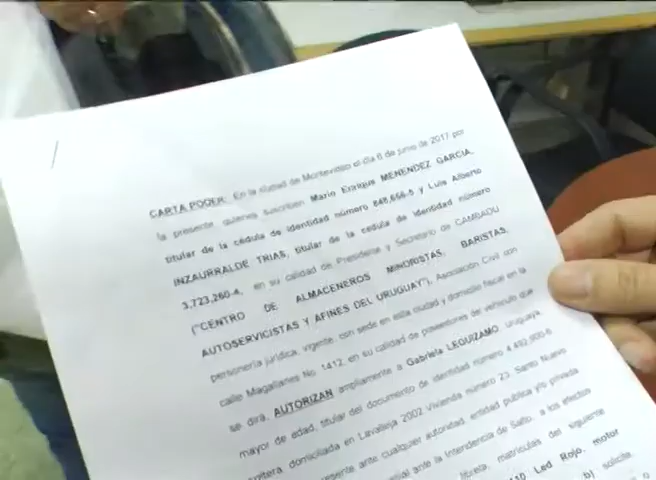 CARTA PODER: En la ciudad de Montevideo el día 6 de junio de 2017 por
la presente, quienes suscriben Mario Enrique MENENDEZ GARCIA,
titular de la cédula de identidad número 848,666-5 y Luis Alberto
INZAURRALDE TRIAS, titular de la cédula de identidad número
3,723,260-4, en su calidad de Presidente y Secretario de CAMBADU
("CENTRO DE ALMACENEROS MINORISTAS, BARISTAS,
AUTOSERVICISTAS Y AFINES DEL URUGUAY"), Asociación Civil con
personería jurídica, vigente, con sede en esta ciudad y domicilio fiscal en la
calle Magallanes No. 1412, en su calidad de poseedores del vehículo que
se dirá, AUTORIZAN ampliamente a Gabriela LEGUIZAMO, uruguaya,
mayor de edad, titular del documento de identidad número 4,492,800-6,
soltera, domiciliada en Lavalleja 2002 Vivienda número 23, Santo Nuevo
presente ante cualquier autoridad, entidad pública y/o privada
ante la Intendencia de Salto, a los efectos
libreta, matrículas del siguiente
Led Rojo, motor
b) solicite